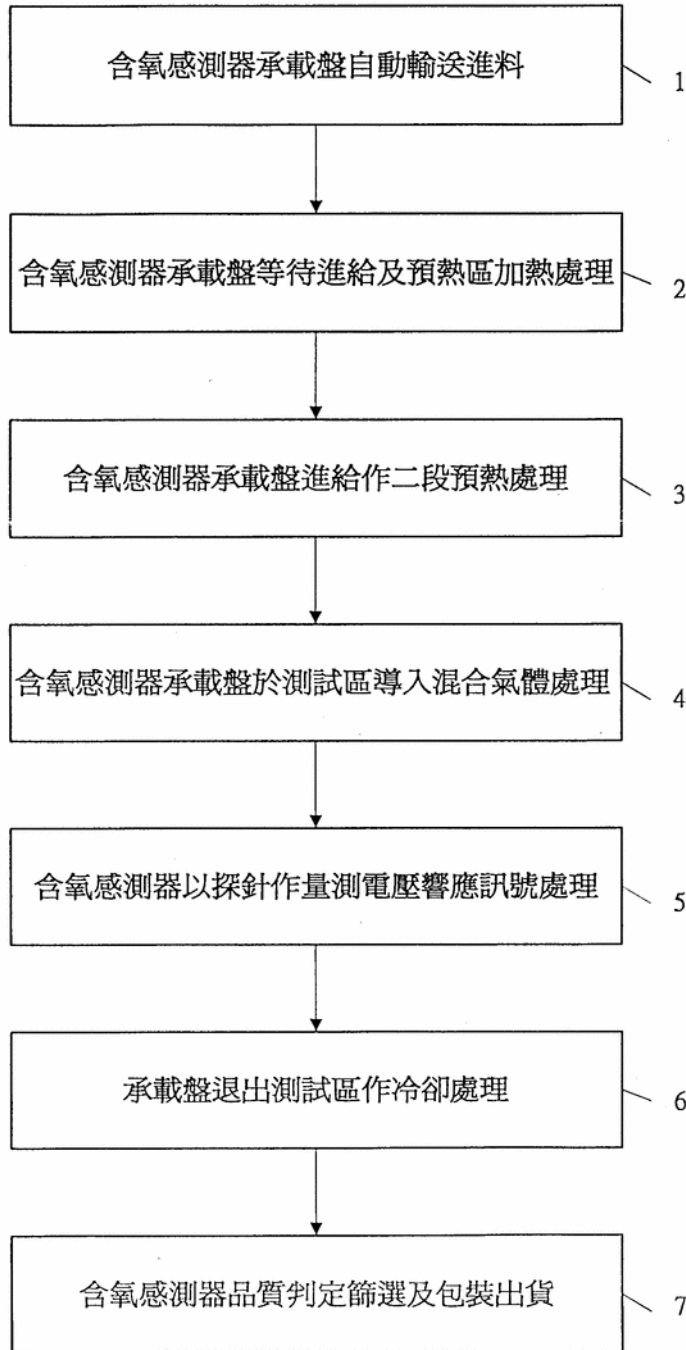 含氧感測器承載盤自動輸送進料
1
含氧感測器承載盤等待進給及預熱區加熱處理
2
含氧感測器承載盤進給作二段預熱處理
3
含氧感測器承載盤於測試區導入混合氣體處理
4
含氧感測器以探針作量測電壓響應訊號處理
5
承載盤退出測試區作冷卻處理
6
含氧感測器品質判定篩選及包裝出貨
7